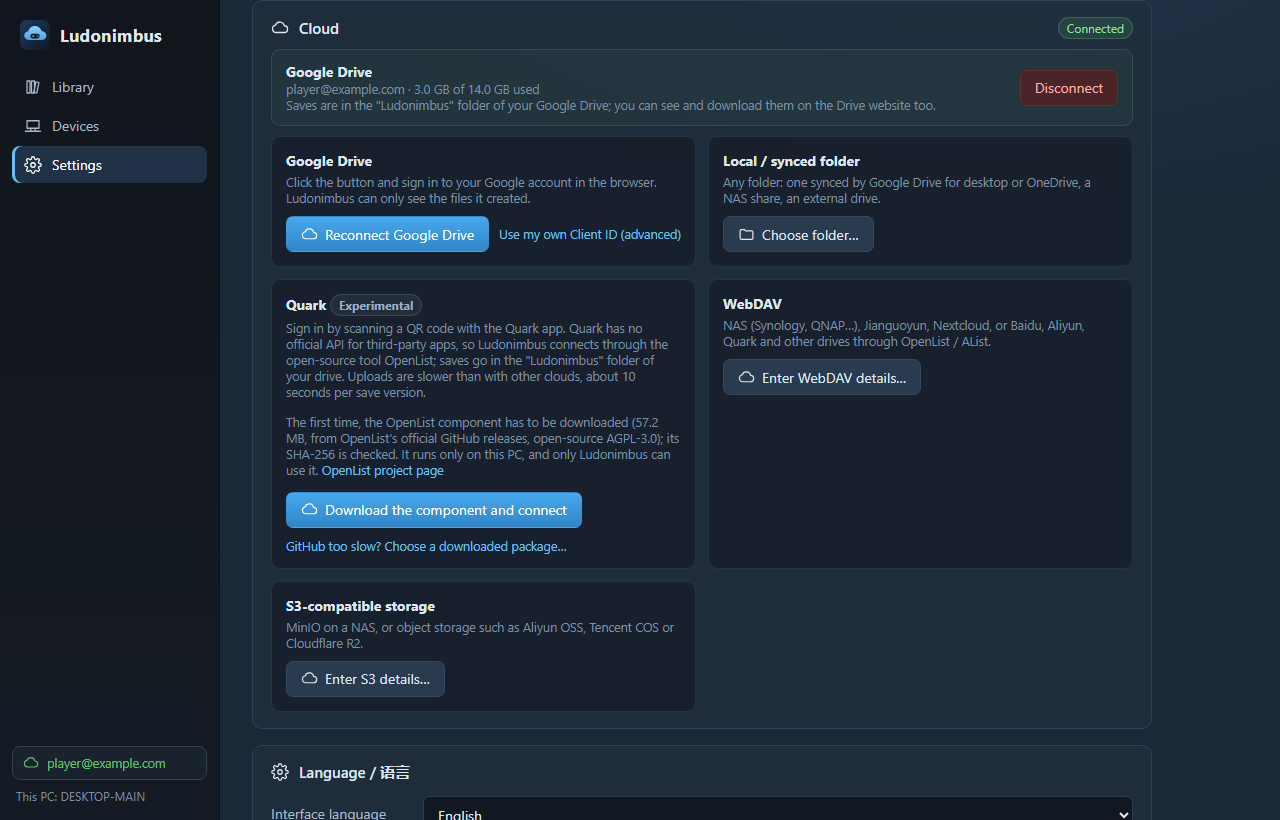 Ludonimbus
Library
Devices
Settings
player@example.com
This PC: DESKTOP-MAIN
Cloud
Connected
Google Drive
player@example.com · 3.0 GB of 14.0 GB used
Saves are in the "Ludonimbus" folder of your Google Drive; you can see and download them on the Drive website too.
Disconnect
Google Drive
Click the button and sign in to your Google account in the browser.
Ludonimbus can only see the files it created.
Reconnect Google Drive
Use my own Client ID (advanced)
Local / synced folder
Any folder: one synced by Google Drive for desktop or OneDrive, a
NAS share, an external drive.
Choose folder...
Quark Experimental
Sign in by scanning a QR code with the Quark app. Quark has no
official API for third-party apps, so Ludonimbus connects through the
open-source tool OpenList; saves go in the "Ludonimbus" folder of
your drive. Uploads are slower than with other clouds, about 10
seconds per save version.
The first time, the OpenList component has to be downloaded (57.2
MB, from OpenList's official GitHub releases, open-source AGPL-3.0); its
SHA-256 is checked. It runs only on this PC, and only Ludonimbus can
use it. OpenList project page
Download the component and connect
GitHub too slow? Choose a downloaded package...
WebDAV
NAS (Synology, QNAP...), Jianguoyun, Nextcloud, or Baidu, Aliyun,
Quark and other drives through OpenList / AList.
Enter WebDAV details...
S3-compatible storage
MinIO on a NAS, or object storage such as Aliyun OSS, Tencent COS or
Cloudflare R2.
Enter S3 details...
Language / 语言
Interface language
English